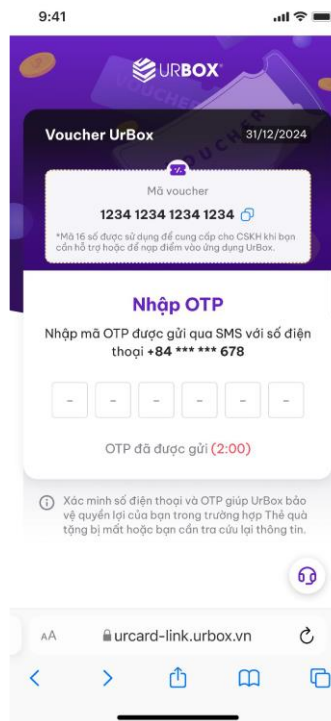 9:41
URBOX
VOUCHER
VOUCHER
Voucher UrBox
31/12/2024
Mã voucher
1234 1234 1234 1234
*Mã 16 số được sử dụng để cung cấp cho CSKH khi bạn
cần hỗ trợ hoặc để nạp điểm vào ứng dụng UrBox.
Nhập OTP
Nhập mã OTP được gửi qua SMS với số điện
thoại +84 *** *** 678
- - - - - -
OTP đã được gửi (2:00)
Xác minh số điện thoại và OTP giúp UrBox bảo
vệ quyền lợi của bạn trong trường hợp Thẻ quà
tặng bị mất hoặc bạn cần tra cứu lại thông tin.
AA
urcard-link.urbox.vn